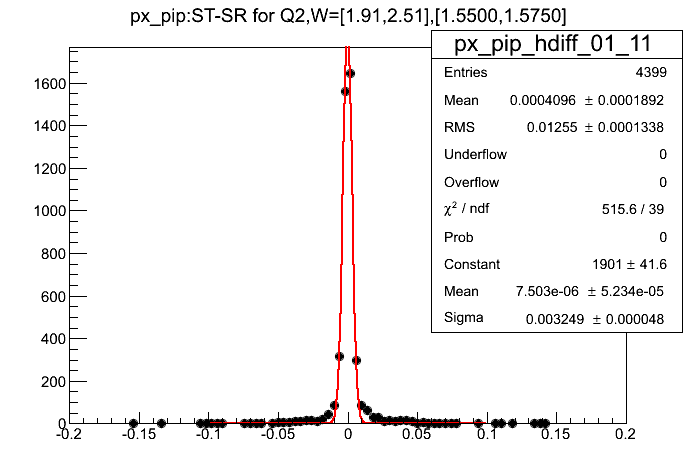 px_pip:ST-SR for Q2,W=[1.91,2.51],[1.5500,1.5750]
px_pip_hdiff_01_11
Entries 4399
Mean 0.0004096 ± 0.0001892
RMS 0.01255 ± 0.0001338
Underflow 0
Overflow 0
χ² / ndf 515.6 / 39
Prob 0
Constant 1901 ± 41.6
Mean 7.503e-06 ± 5.234e-05
Sigma 0.003249 ± 0.000048
1600
1400
1200
1000
800
600
400
200
0
-0.2 -0.15 -0.1 -0.05 0 0.05 0.1 0.15 0.2